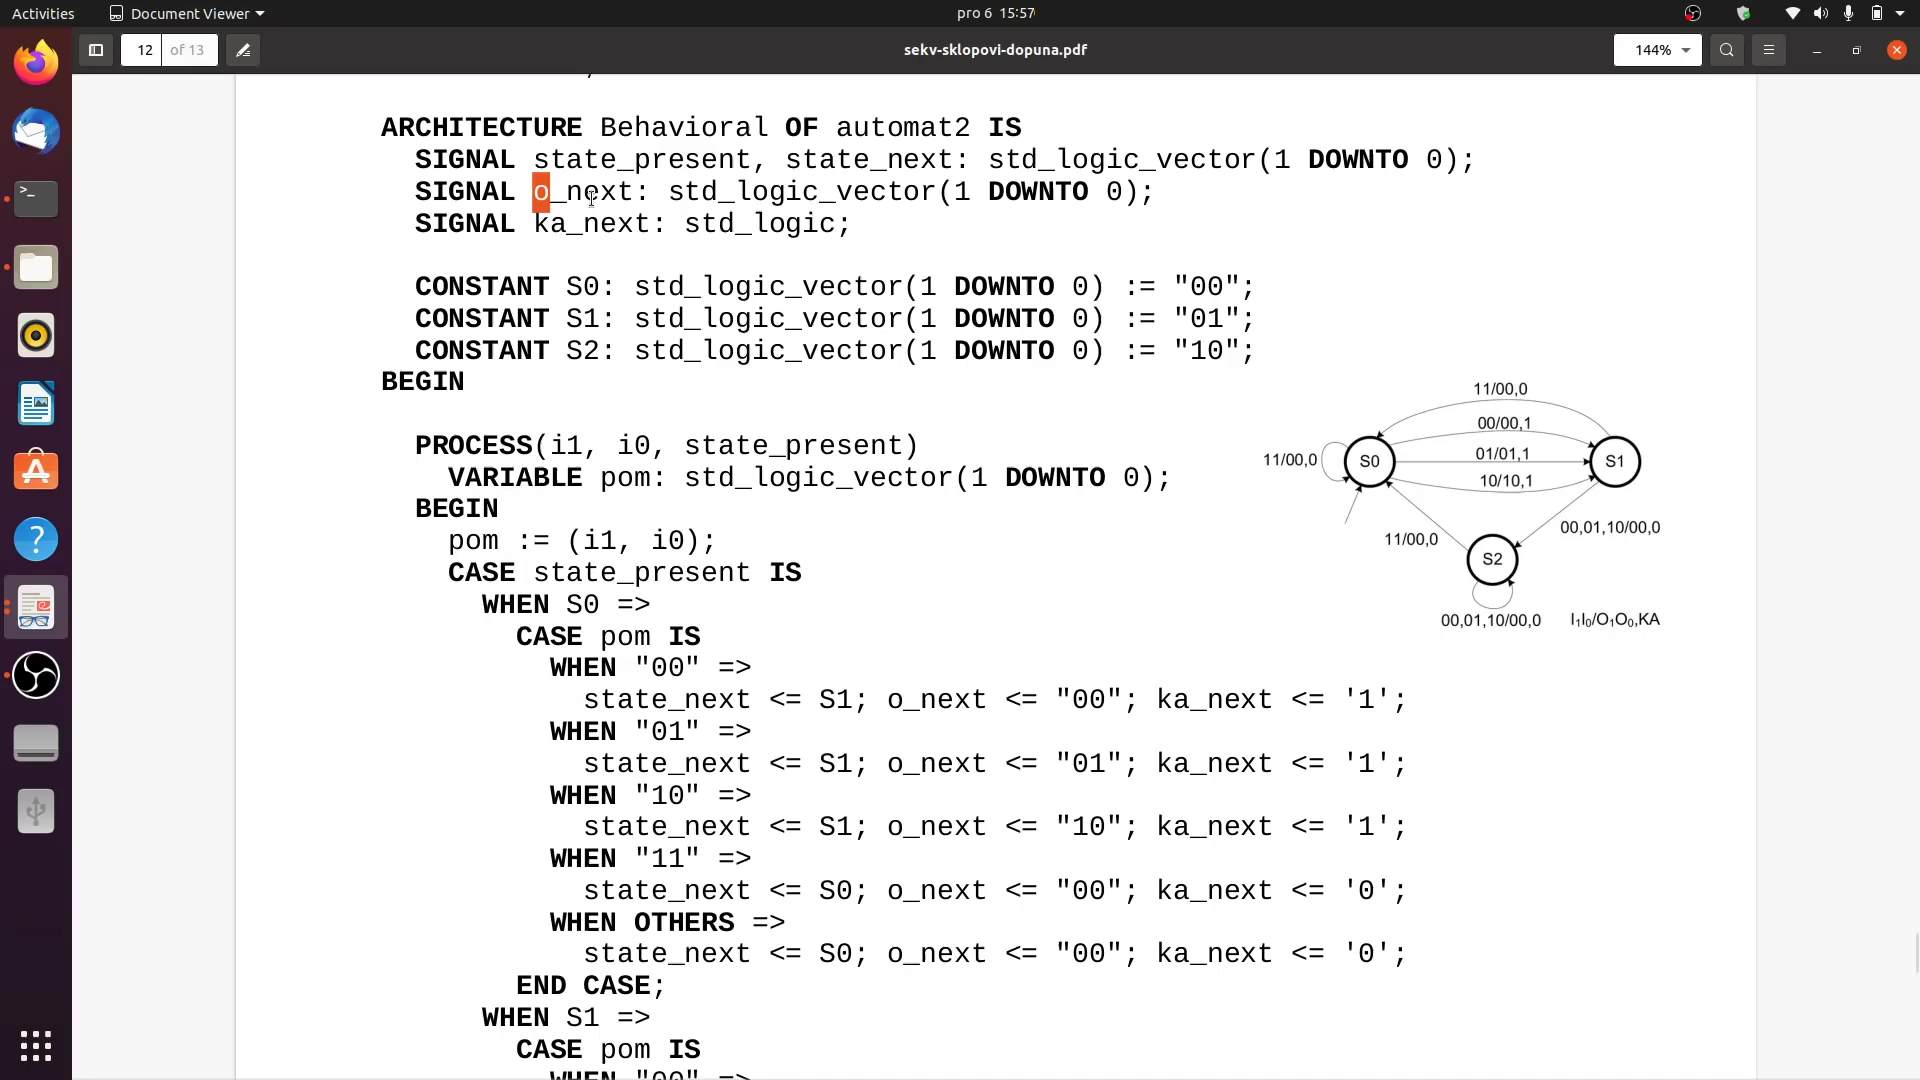 Activities
Document Viewer
pro 6 15:57
12
of 13
sekv-sklopovi-dopuna.pdf
144%
ARCHITECTURE Behavioral OF automat2 IS
SIGNAL state_present, state_next: std_logic_vector(1 DOWNTO 0);
SIGNAL o_next: std_logic_vector(1 DOWNTO 0);
SIGNAL ka_next: std_logic;
CONSTANT S0: std_logic_vector(1 DOWNTO 0) := "00";
CONSTANT S1: std_logic_vector(1 DOWNTO 0) := "01";
CONSTANT S2: std_logic_vector(1 DOWNTO 0) := "10";
BEGIN
PROCESS(i1, i0, state_present)
VARIABLE pom: std_logic_vector(1 DOWNTO 0);
BEGIN
pom := (i1, i0);
CASE state_present IS
WHEN S0 =>
CASE pom IS
WHEN "00" =>
state_next <= S1; o_next <= "00"; ka_next <= '1';
WHEN "01" =>
state_next <= S1; o_next <= "01"; ka_next <= '1';
WHEN "10" =>
state_next <= S1; o_next <= "10"; ka_next <= '1';
WHEN "11" =>
state_next <= S0; o_next <= "00"; ka_next <= '0';
WHEN OTHERS =>
state_next <= S0; o_next <= "00"; ka_next <= '0';
END CASE;
WHEN S1 =>
CASE pom IS
WHEN "00" =>
11/00,0
00/00,1
11/00,0
S0
01/01,1
S1
10/10,1
00,01,10/00,0
11/00,0
S2
00,01,10/00,0
I₁I₀/O₁O₀,KA